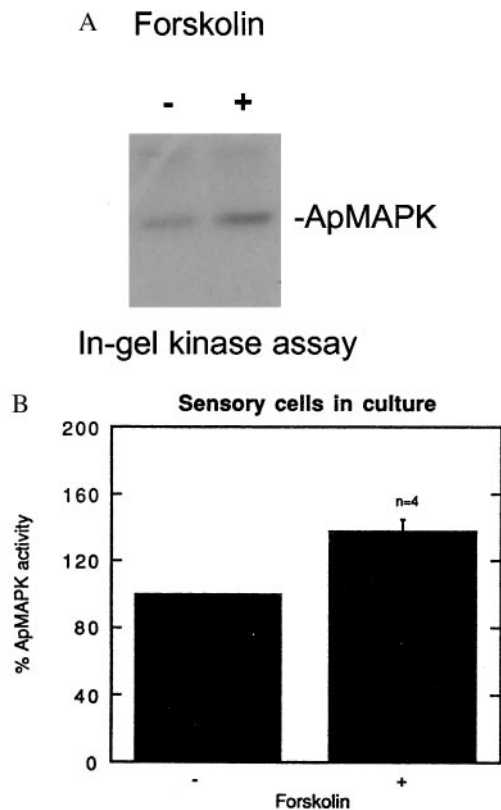 A Forskolin
- +
-ApMAPK
In-gel kinase assay
B Sensory cells in culture
200
160
120
80
40
0
% ApMAPK activity
n=4
- +
Forskolin